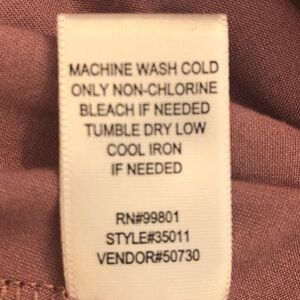 MACHINE WASH COLD
ONLY NON-CHLORINE
BLEACH IF NEEDED
TUMBLE DRY LOW
COOL IRON
IF NEEDED
RN#99801
STYLE#35011
VENDOR#50730